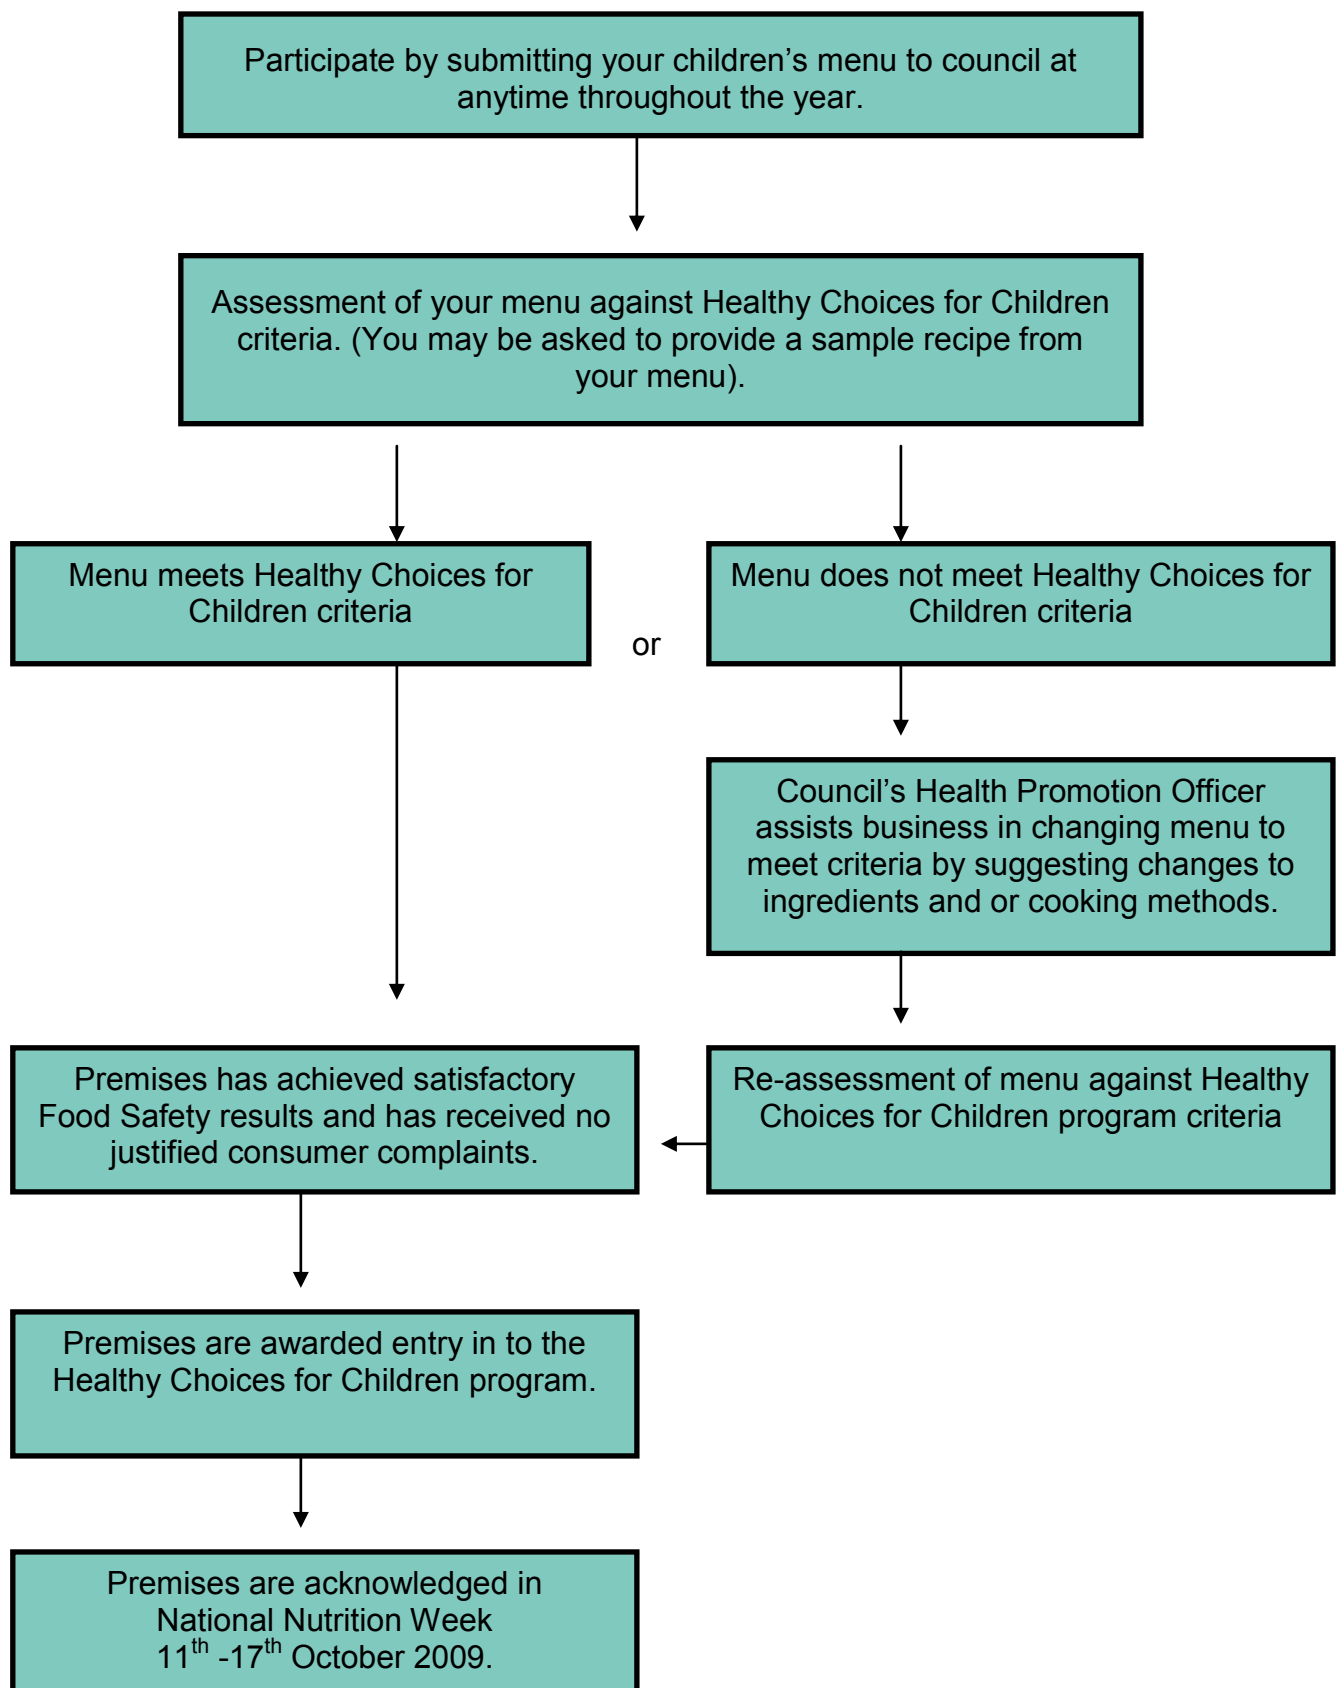 Participate by submitting your children’s menu to council at
anytime throughout the year.
Assessment of your menu against Healthy Choices for Children
criteria. (You may be asked to provide a sample recipe from
your menu).
Menu meets Healthy Choices for
Children criteria
or
Menu does not meet Healthy Choices for
Children criteria
Council’s Health Promotion Officer
assists business in changing menu to
meet criteria by suggesting changes to
ingredients and or cooking methods.
Premises has achieved satisfactory
Food Safety results and has received no
justified consumer complaints.
Re-assessment of menu against Healthy
Choices for Children program criteria
Premises are awarded entry in to the
Healthy Choices for Children program.
Premises are acknowledged in
National Nutrition Week
11th -17th October 2009.